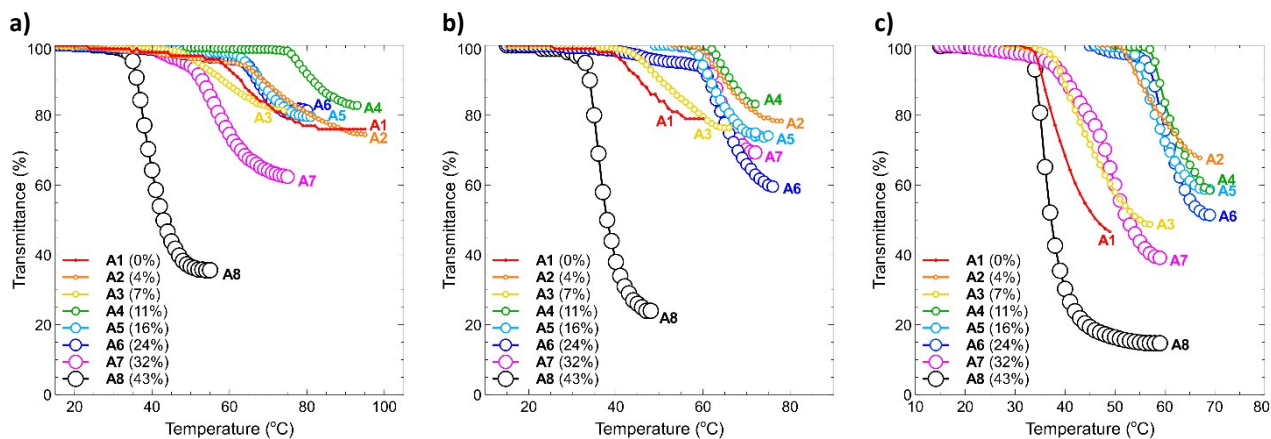 a)
100
80
60
40
20
0
Transmittance (%)
20 40 60 80 100
Temperature (°C)
A4
A6
A5
A3
A1
A2
A7
A8
A1 (0%)
A2 (4%)
A3 (7%)
A4 (11%)
A5 (16%)
A6 (24%)
A7 (32%)
A8 (43%)
b)
100
80
60
40
20
0
Transmittance (%)
0 20 40 60 80
Temperature (°C)
A4
A2
A1
A3
A5
A7
A6
A8
A1 (0%)
A2 (4%)
A3 (7%)
A4 (11%)
A5 (16%)
A6 (24%)
A7 (32%)
A8 (43%)
c)
100
80
60
40
20
0
Transmittance (%)
10 20 30 40 50 60 70 80
Temperature (°C)
A2
A4
A5
A6
A3
A1
A7
A8
A1 (0%)
A2 (4%)
A3 (7%)
A4 (11%)
A5 (16%)
A6 (24%)
A7 (32%)
A8 (43%)